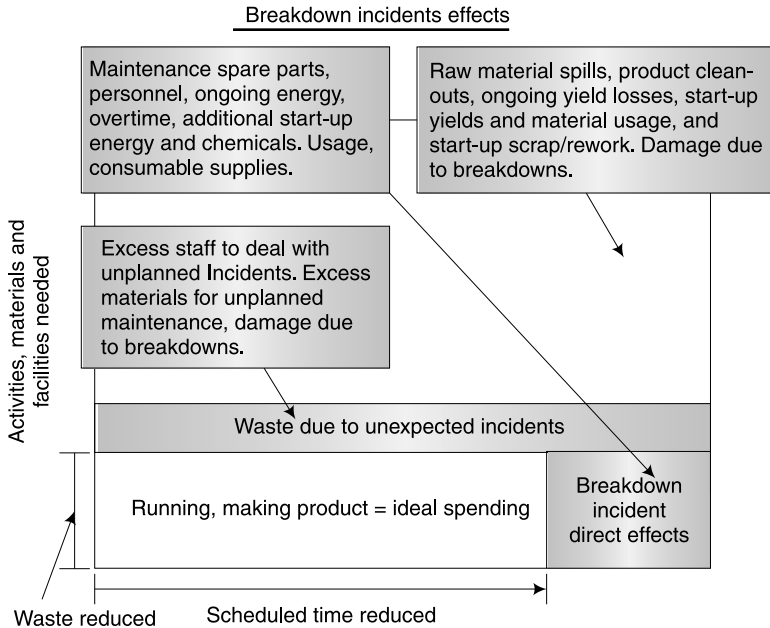 Breakdown incidents effects
Maintenance spare parts,
personnel, ongoing energy,
overtime, additional start-up
energy and chemicals. Usage,
consumable supplies.
Raw material spills, product clean-
outs, ongoing yield losses, start-up
yields and material usage, and
start-up scrap/rework. Damage due
to breakdowns.
Excess staff to deal with
unplanned Incidents. Excess
materials for unplanned
maintenance, damage due
to breakdowns.
Activities, materials and
facilities needed
Waste due to unexpected incidents
Running, making product = ideal spending
Breakdown
incident
direct effects
Waste reduced
Scheduled time reduced